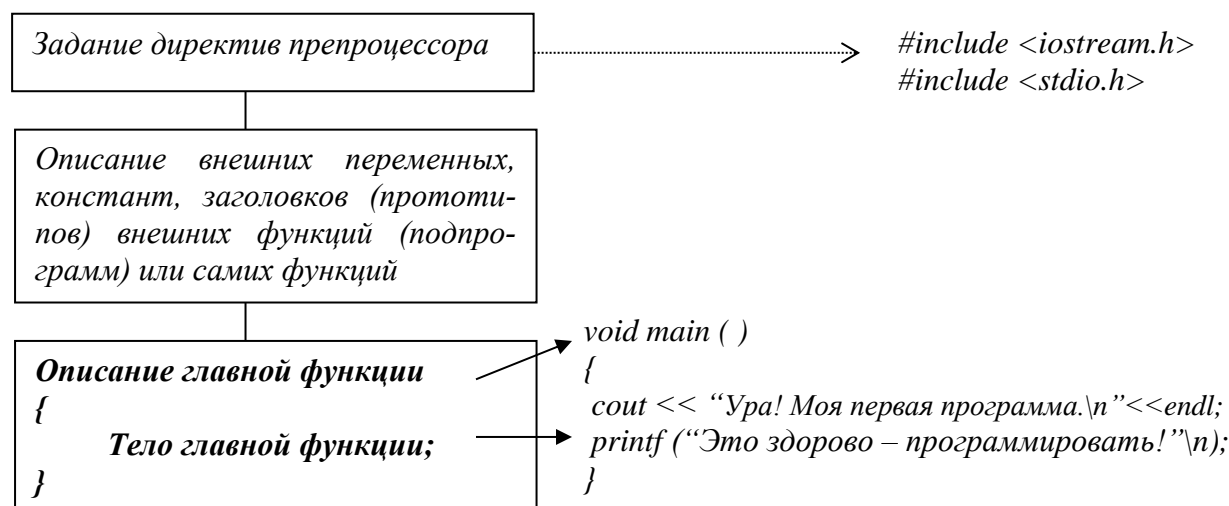 Задание директив препроцессора
#include <iostream.h>
#include <stdio.h>
Описание внешних переменных,
констант, заголовков (прототи-
пов) внешних функций (подпро-
грамм) или самих функций
Описание главной функции
{
Тело главной функции;
}
void main ( )
{
cout << “Ура! Моя первая программа.\n”<<endl;
printf (“Это здорово – программировать!”\n);
}